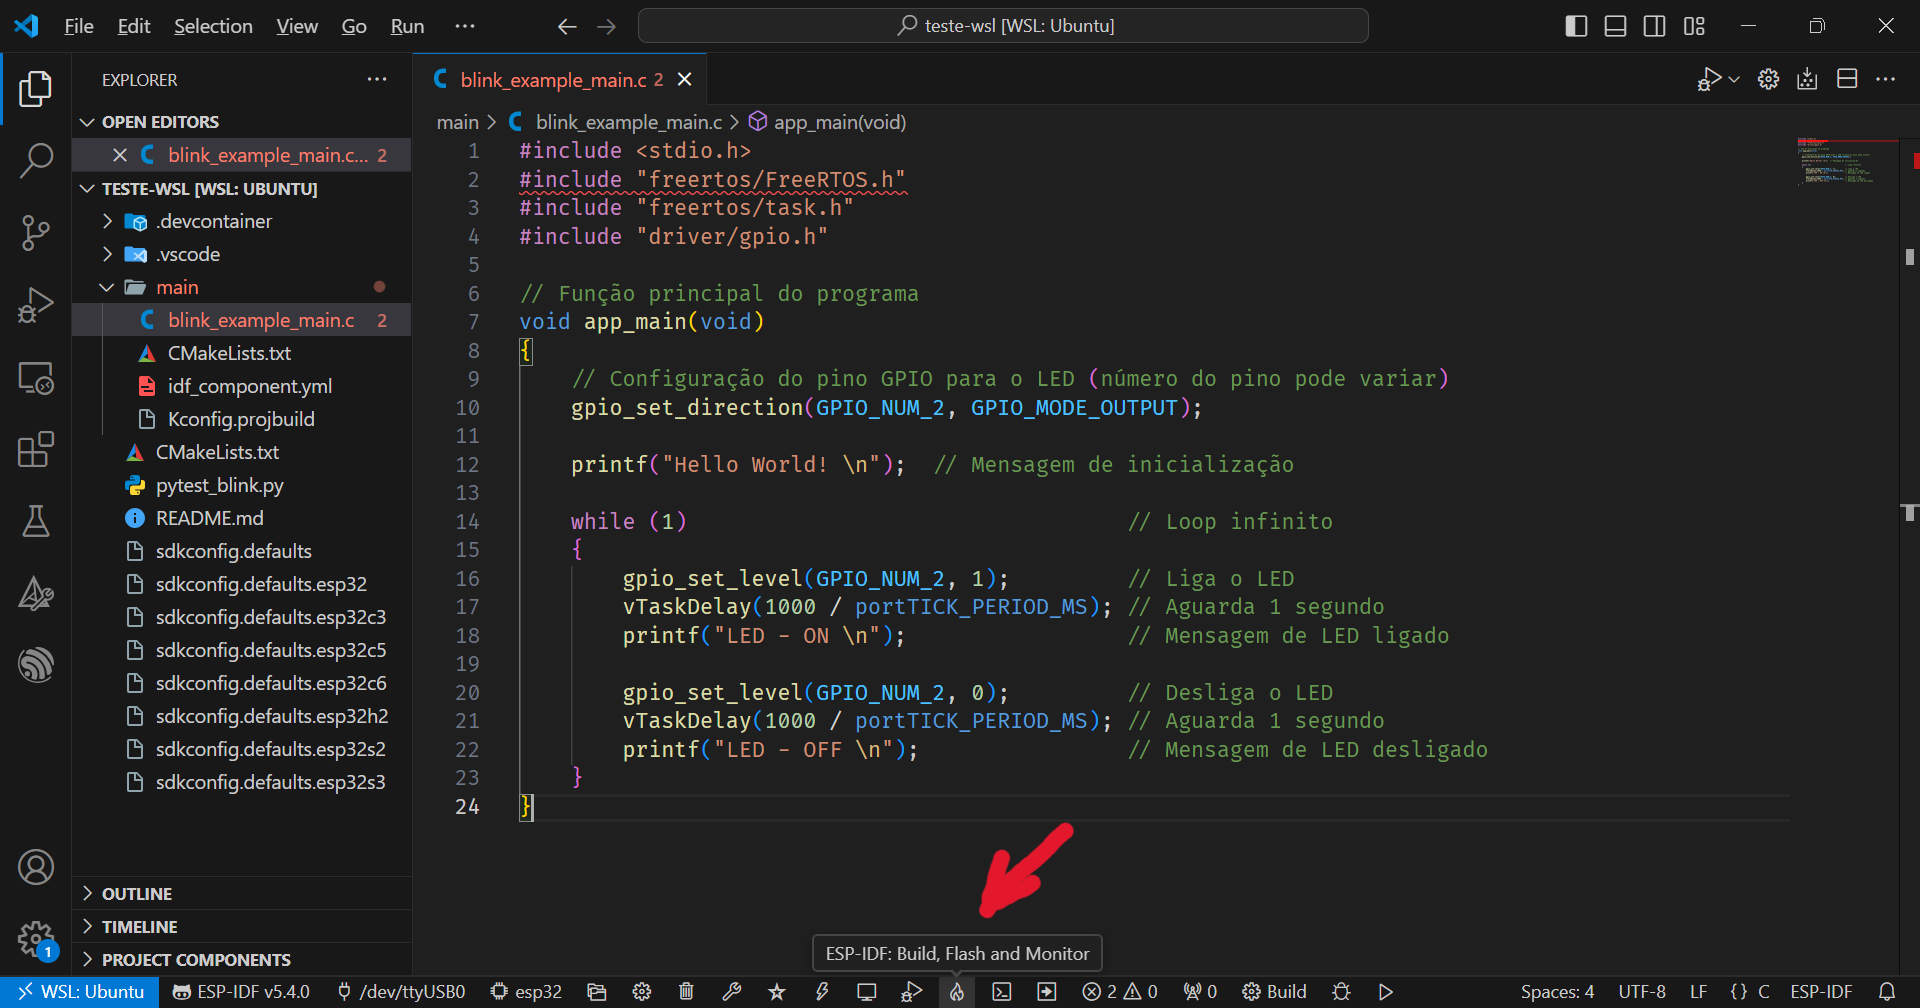 File Edit Selection View Go Run ··· teste-wsl [WSL: Ubuntu]
EXPLORER ···
OPEN EDITORS
blink_example_main.c... 2
TESTE-WSL [WSL: UBUNTU]
.devcontainer
.vscode
main
blink_example_main.c 2
CMakeLists.txt
idf_component.yml
Kconfig.projbuild
CMakeLists.txt
pytest_blink.py
README.md
sdkconfig.defaults
sdkconfig.defaults.esp32
sdkconfig.defaults.esp32c3
sdkconfig.defaults.esp32c5
sdkconfig.defaults.esp32c6
sdkconfig.defaults.esp32h2
sdkconfig.defaults.esp32s2
sdkconfig.defaults.esp32s3
OUTLINE
TIMELINE
PROJECT COMPONENTS
1
blink_example_main.c 2
main > C blink_example_main.c > app_main(void)
1 #include <stdio.h>
2 #include "freertos/FreeRTOS.h"
3 #include "freertos/task.h"
4 #include "driver/gpio.h"
5
6 // Função principal do programa
7 void app_main(void)
8 {
9 // Configuração do pino GPIO para o LED (número do pino pode variar)
10 gpio_set_direction(GPIO_NUM_2, GPIO_MODE_OUTPUT);
11
12 printf("Hello World! \n"); // Mensagem de inicialização
13
14 while (1) // Loop infinito
15 {
16 gpio_set_level(GPIO_NUM_2, 1); // Liga o LED
17 vTaskDelay(1000 / portTICK_PERIOD_MS); // Aguarda 1 segundo
18 printf("LED - ON \n"); // Mensagem de LED ligado
19
20 gpio_set_level(GPIO_NUM_2, 0); // Desliga o LED
21 vTaskDelay(1000 / portTICK_PERIOD_MS); // Aguarda 1 segundo
22 printf("LED - OFF \n"); // Mensagem de LED desligado
23 }
24 }
ESP-IDF: Build, Flash and Monitor
WSL: Ubuntu ESP-IDF v5.4.0 /dev/ttyUSB0 esp32 2 0 0 Build Spaces: 4 UTF-8 LF {} C ESP-IDF